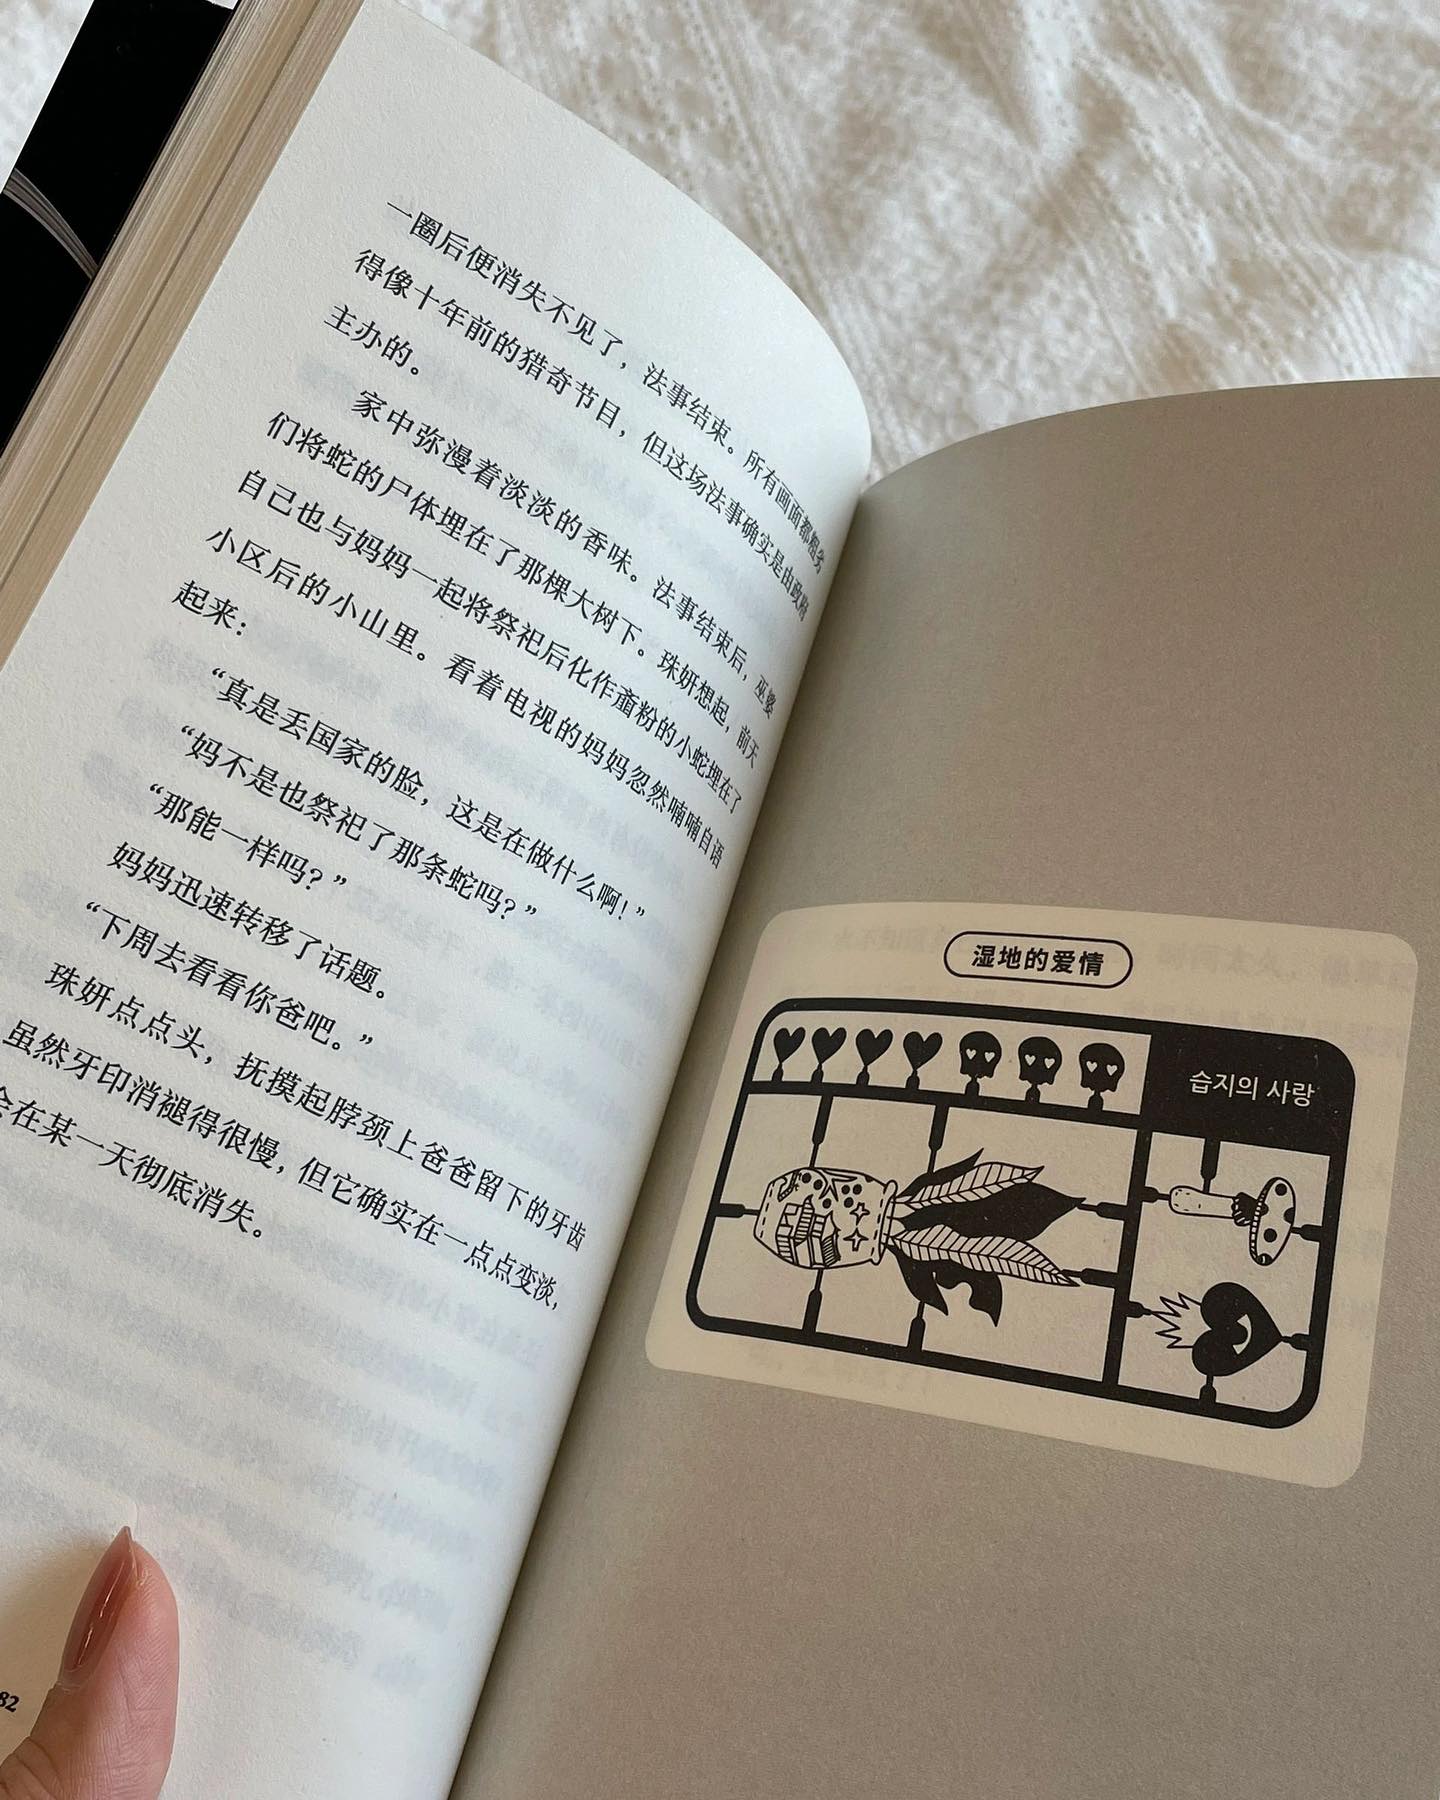 一圈后便消失不见了，法事结束。所有画面都粗劣
得像十年前的猎奇节目，但这场法事确实是由政府
主办的。
家中弥漫着淡淡的香味。法事结束后，巫婆
们将蛇的尸体埋在了那棵大树下。珠妍想起，前天
自己也与妈妈一起将祭祀后化作齑粉的小蛇埋在了
小区后的小山里。看着电视的妈妈忽然喃喃自语
起来：
“真是丢国家的脸，这是在做什么啊！”
“妈不是也祭祀了那条蛇吗？”
“那能一样吗？”
妈妈迅速转移了话题。
“下周去看看你爸吧。”
珠妍点点头，抚摸起脖颈上爸爸留下的牙齿
虽然牙印消褪得很慢，但它确实在一点点变淡，
会在某一天彻底消失。
82
湿地的爱情
습지의 사랑